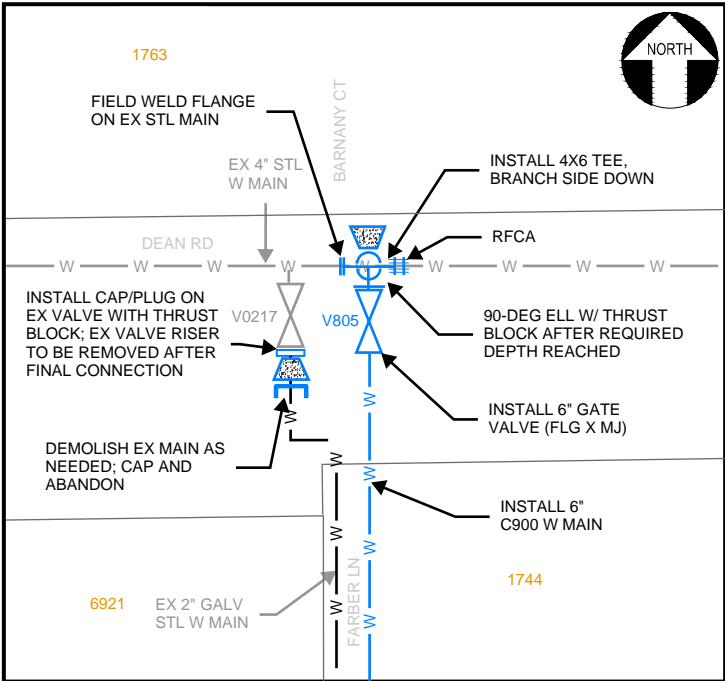 1763
NORTH
FIELD WELD FLANGE
ON EX STL MAIN
BARNANY CT
EX 4" STL
W MAIN
INSTALL 4X6 TEE,
BRANCH SIDE DOWN
DEAN RD
RFCA
W W W W W W W W W W
INSTALL CAP/PLUG ON
EX VALVE WITH THRUST
BLOCK; EX VALVE RISER
TO BE REMOVED AFTER
FINAL CONNECTION
V0217
V805
90-DEG ELL W/ THRUST
BLOCK AFTER REQUIRED
DEPTH REACHED
INSTALL 6" GATE
VALVE (FLG X MJ)
W
W
DEMOLISH EX MAIN AS
NEEDED; CAP AND
ABANDON
W
W
INSTALL 6"
C900 W MAIN
W
W
6921
EX 2" GALV
STL W MAIN
W
W
FARBER LN
1744